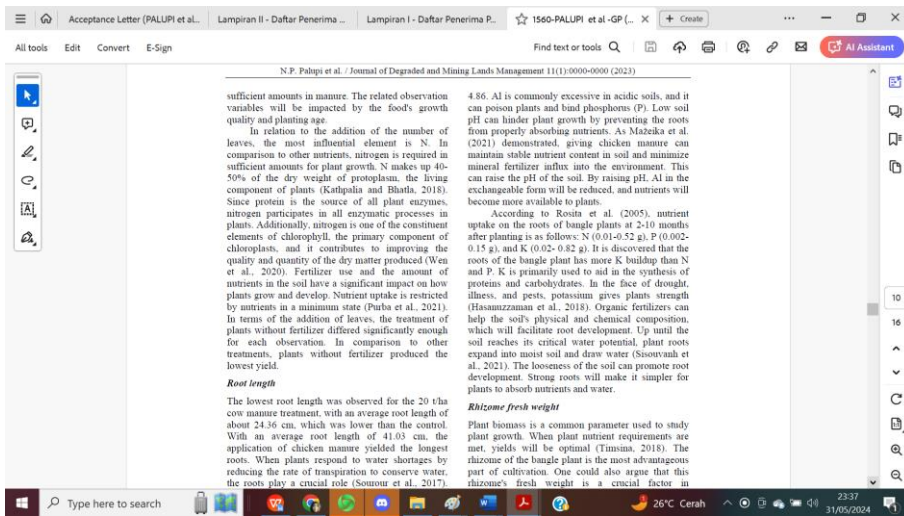 Acceptance Letter (PALUPI et al...
Lampiran II - Daftar Penerima ...
Lampiran I - Daftar Penerima P...
1560-PALUPI et al -GP (...
+ Create
All tools
Edit
Convert
E-Sign
Find text or tools
AI Assistant
N.P. Palupi et al. / Journal of Degraded and Mining Lands Management 11(1):0000-0000 (2023)
sufficient amounts in manure. The related observation
variables will be impacted by the food's growth
quality and planting age.
In relation to the addition of the number of
leaves, the most influential element is N. In
comparison to other nutrients, nitrogen is required in
sufficient amounts for plant growth. N makes up 40-
50% of the dry weight of protoplasm, the living
component of plants (Kathpalia and Bhatla, 2018).
Since protein is the source of all plant enzymes,
nitrogen participates in all enzymatic processes in
plants. Additionally, nitrogen is one of the constituent
elements of chlorophyll, the primary component of
chloroplasts, and it contributes to improving the
quality and quantity of the dry matter produced (Wen
et al., 2020). Fertilizer use and the amount of
nutrients in the soil have a significant impact on how
plants grow and develop. Nutrient uptake is restricted
by nutrients in a minimum state (Purba et al., 2021).
In terms of the addition of leaves, the treatment of
plants without fertilizer differed significantly enough
for each observation. In comparison to other
treatments, plants without fertilizer produced the
lowest yield.
Root length
The lowest root length was observed for the 20 t/ha
cow manure treatment, with an average root length of
about 24.36 cm, which was lower than the control.
With an average root length of 41.03 cm, the
application of chicken manure yielded the longest
roots. When plants respond to water shortages by
reducing the rate of transpiration to conserve water,
the roots play a crucial role (Sourour et al., 2017).
4.86. Al is commonly excessive in acidic soils, and it
can poison plants and bind phosphorus (P). Low soil
pH can hinder plant growth by preventing the roots
from properly absorbing nutrients. As Mažeika et al.
(2021) demonstrated, giving chicken manure can
maintain stable nutrient content in soil and minimize
mineral fertilizer influx into the environment. This
can raise the pH of the soil. By raising pH, Al in the
exchangeable form will be reduced, and nutrients will
become more available to plants.
According to Rosita et al. (2005), nutrient
uptake on the roots of bangle plants at 2-10 months
after planting is as follows: N (0.01-0.52 g), P (0.002-
0.15 g), and K (0.02- 0.82 g). It is discovered that the
roots of the bangle plant has more K buildup than N
and P. K is primarily used to aid in the synthesis of
proteins and carbohydrates. In the face of drought,
illness, and pests, potassium gives plants strength
(Hasanuzzaman et al., 2018). Organic fertilizers can
help the soil's physical and chemical composition,
which will facilitate root development. Up until the
soil reaches its critical water potential, plant roots
expand into moist soil and draw water (Sisouvanh et
al., 2021). The looseness of the soil can promote root
development. Strong roots will make it simpler for
plants to absorb nutrients and water.
Rhizome fresh weight
Plant biomass is a common parameter used to study
plant growth. When plant nutrient requirements are
met, yields will be optimal (Timsina, 2018). The
rhizome of the bangle plant is the most advantageous
part of cultivation. One could also argue that this
rhizome's fresh weight is a crucial factor in
10
16
Type here to search
26°C Cerah
23:37
31/05/2024